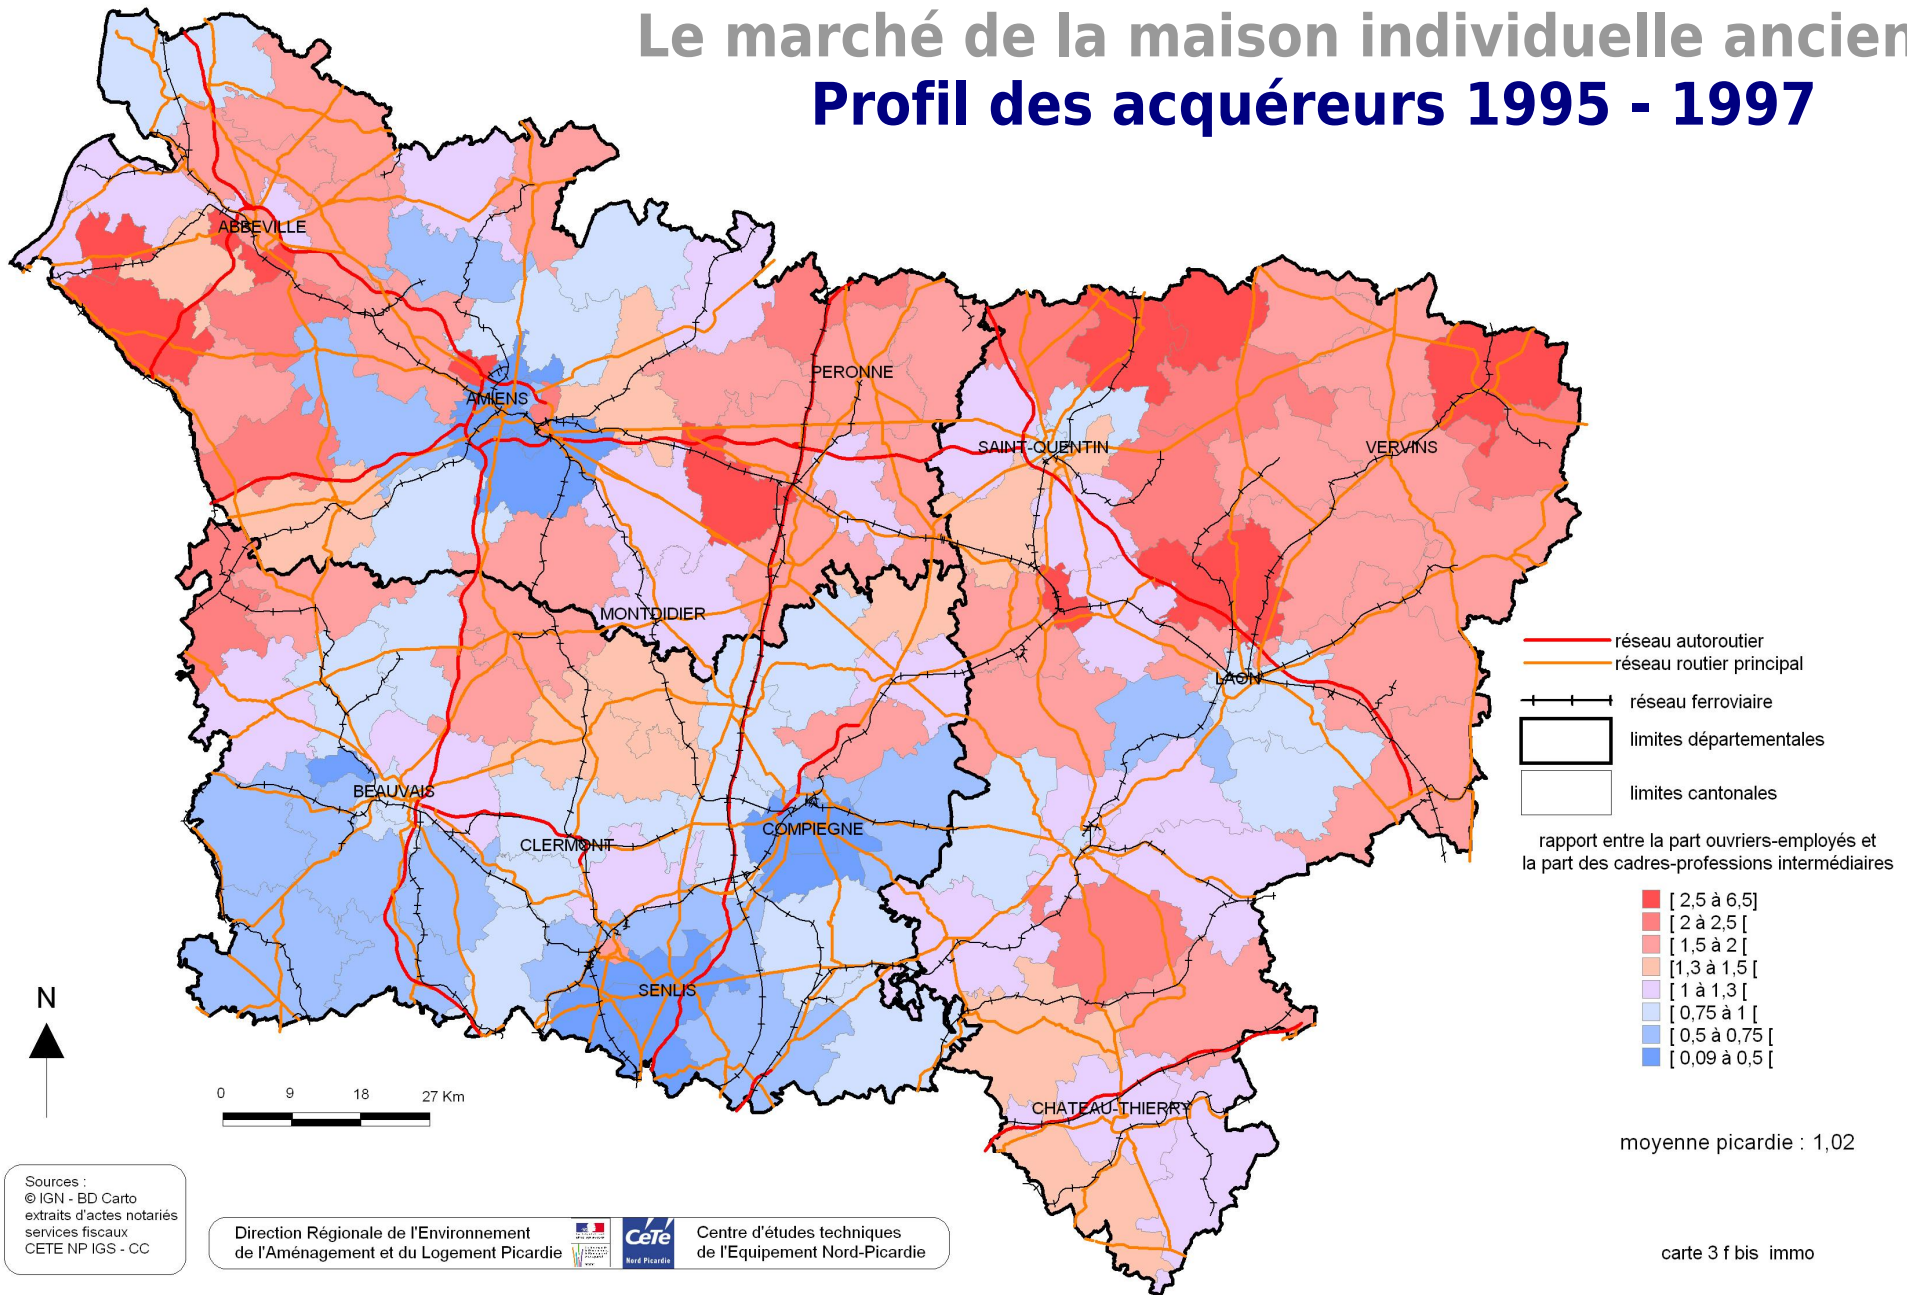 Le marché de la maison individuelle ancien
Profil des acquéreurs 1995 - 1997
ABBEVILLE
PERONNE
AMIENS
SAINT-QUENTIN
VERVINS
MONTDIDIER
LAON
BEAUVAIS
CLERMONT
COMPIEGNE
SENLIS
CHATEAU-THIERRY
réseau autoroutier
réseau routier principal
réseau ferroviaire
limites départementales
limites cantonales
rapport entre la part ouvriers-employés et
la part des cadres-professions intermédiaires
[ 2,5 à 6,5]
[ 2 à 2,5 [
[ 1,5 à 2 [
[1,3 à 1,5 [
[ 1 à 1,3 [
[ 0,75 à 1 [
[ 0,5 à 0,75 [
[ 0,09 à 0,5 [
moyenne picardie : 1,02
carte 3 f bis immo
N
0 9 18 27 Km
Sources :
© IGN - BD Carto
extraits d'actes notariés
services fiscaux
CETE NP IGS - CC
Direction Régionale de l'Environnement
de l'Aménagement et du Logement Picardie
CéTé
Nord Picardie
Centre d'études techniques
de l'Equipement Nord-Picardie